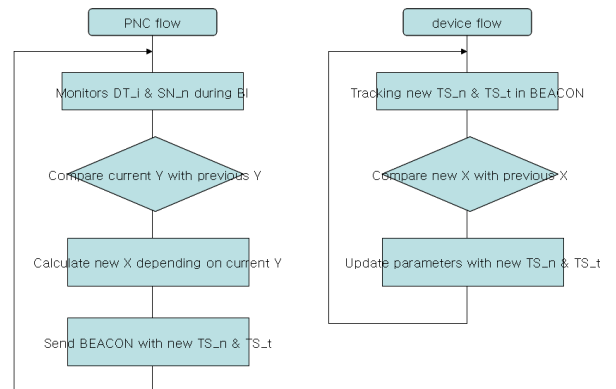 PNC flow
Monitors DT_i & SN_n during BI
Compare current Y with previous Y
Calculate new X depending on current Y
Send BEACON with new TS_n & TS_t
device flow
Tracking new TS_n & TS_t in BEACON
Compare new X with previous X
Update parameters with new TS_n & TS_t